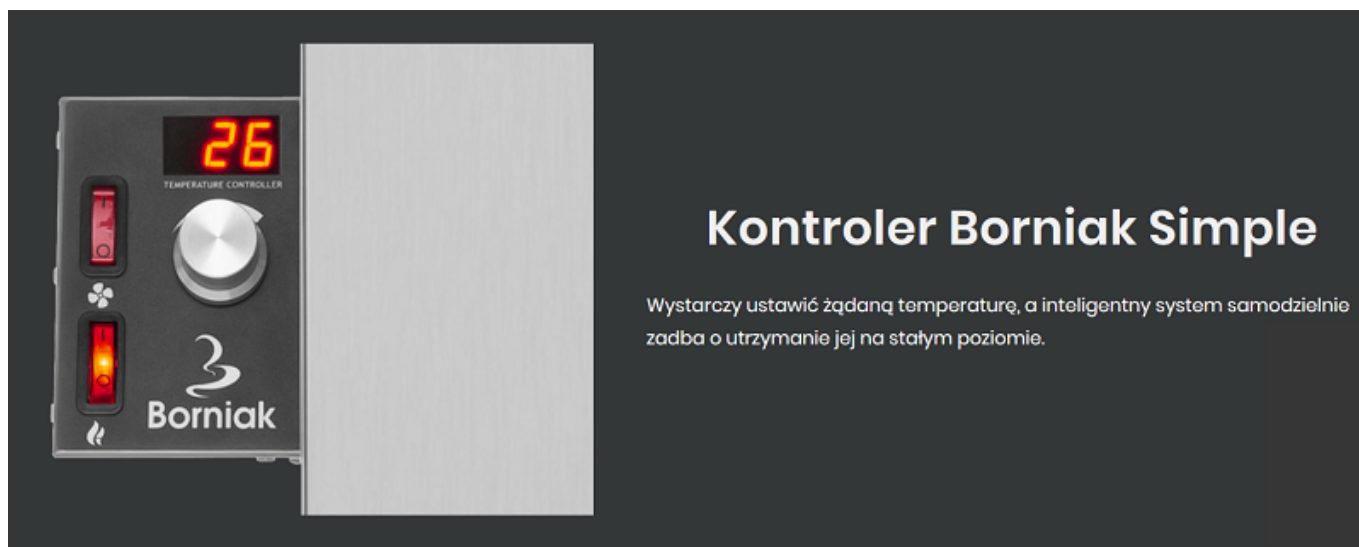 26
TEMPERATURE CONTROLLER
I
O
I
O
Borniak
Kontroler Borniak Simple
Wystarczy ustawić żądaną temperaturę, a inteligentny system samodzielnie
zadba o utrzymanie jej na stałym poziomie.